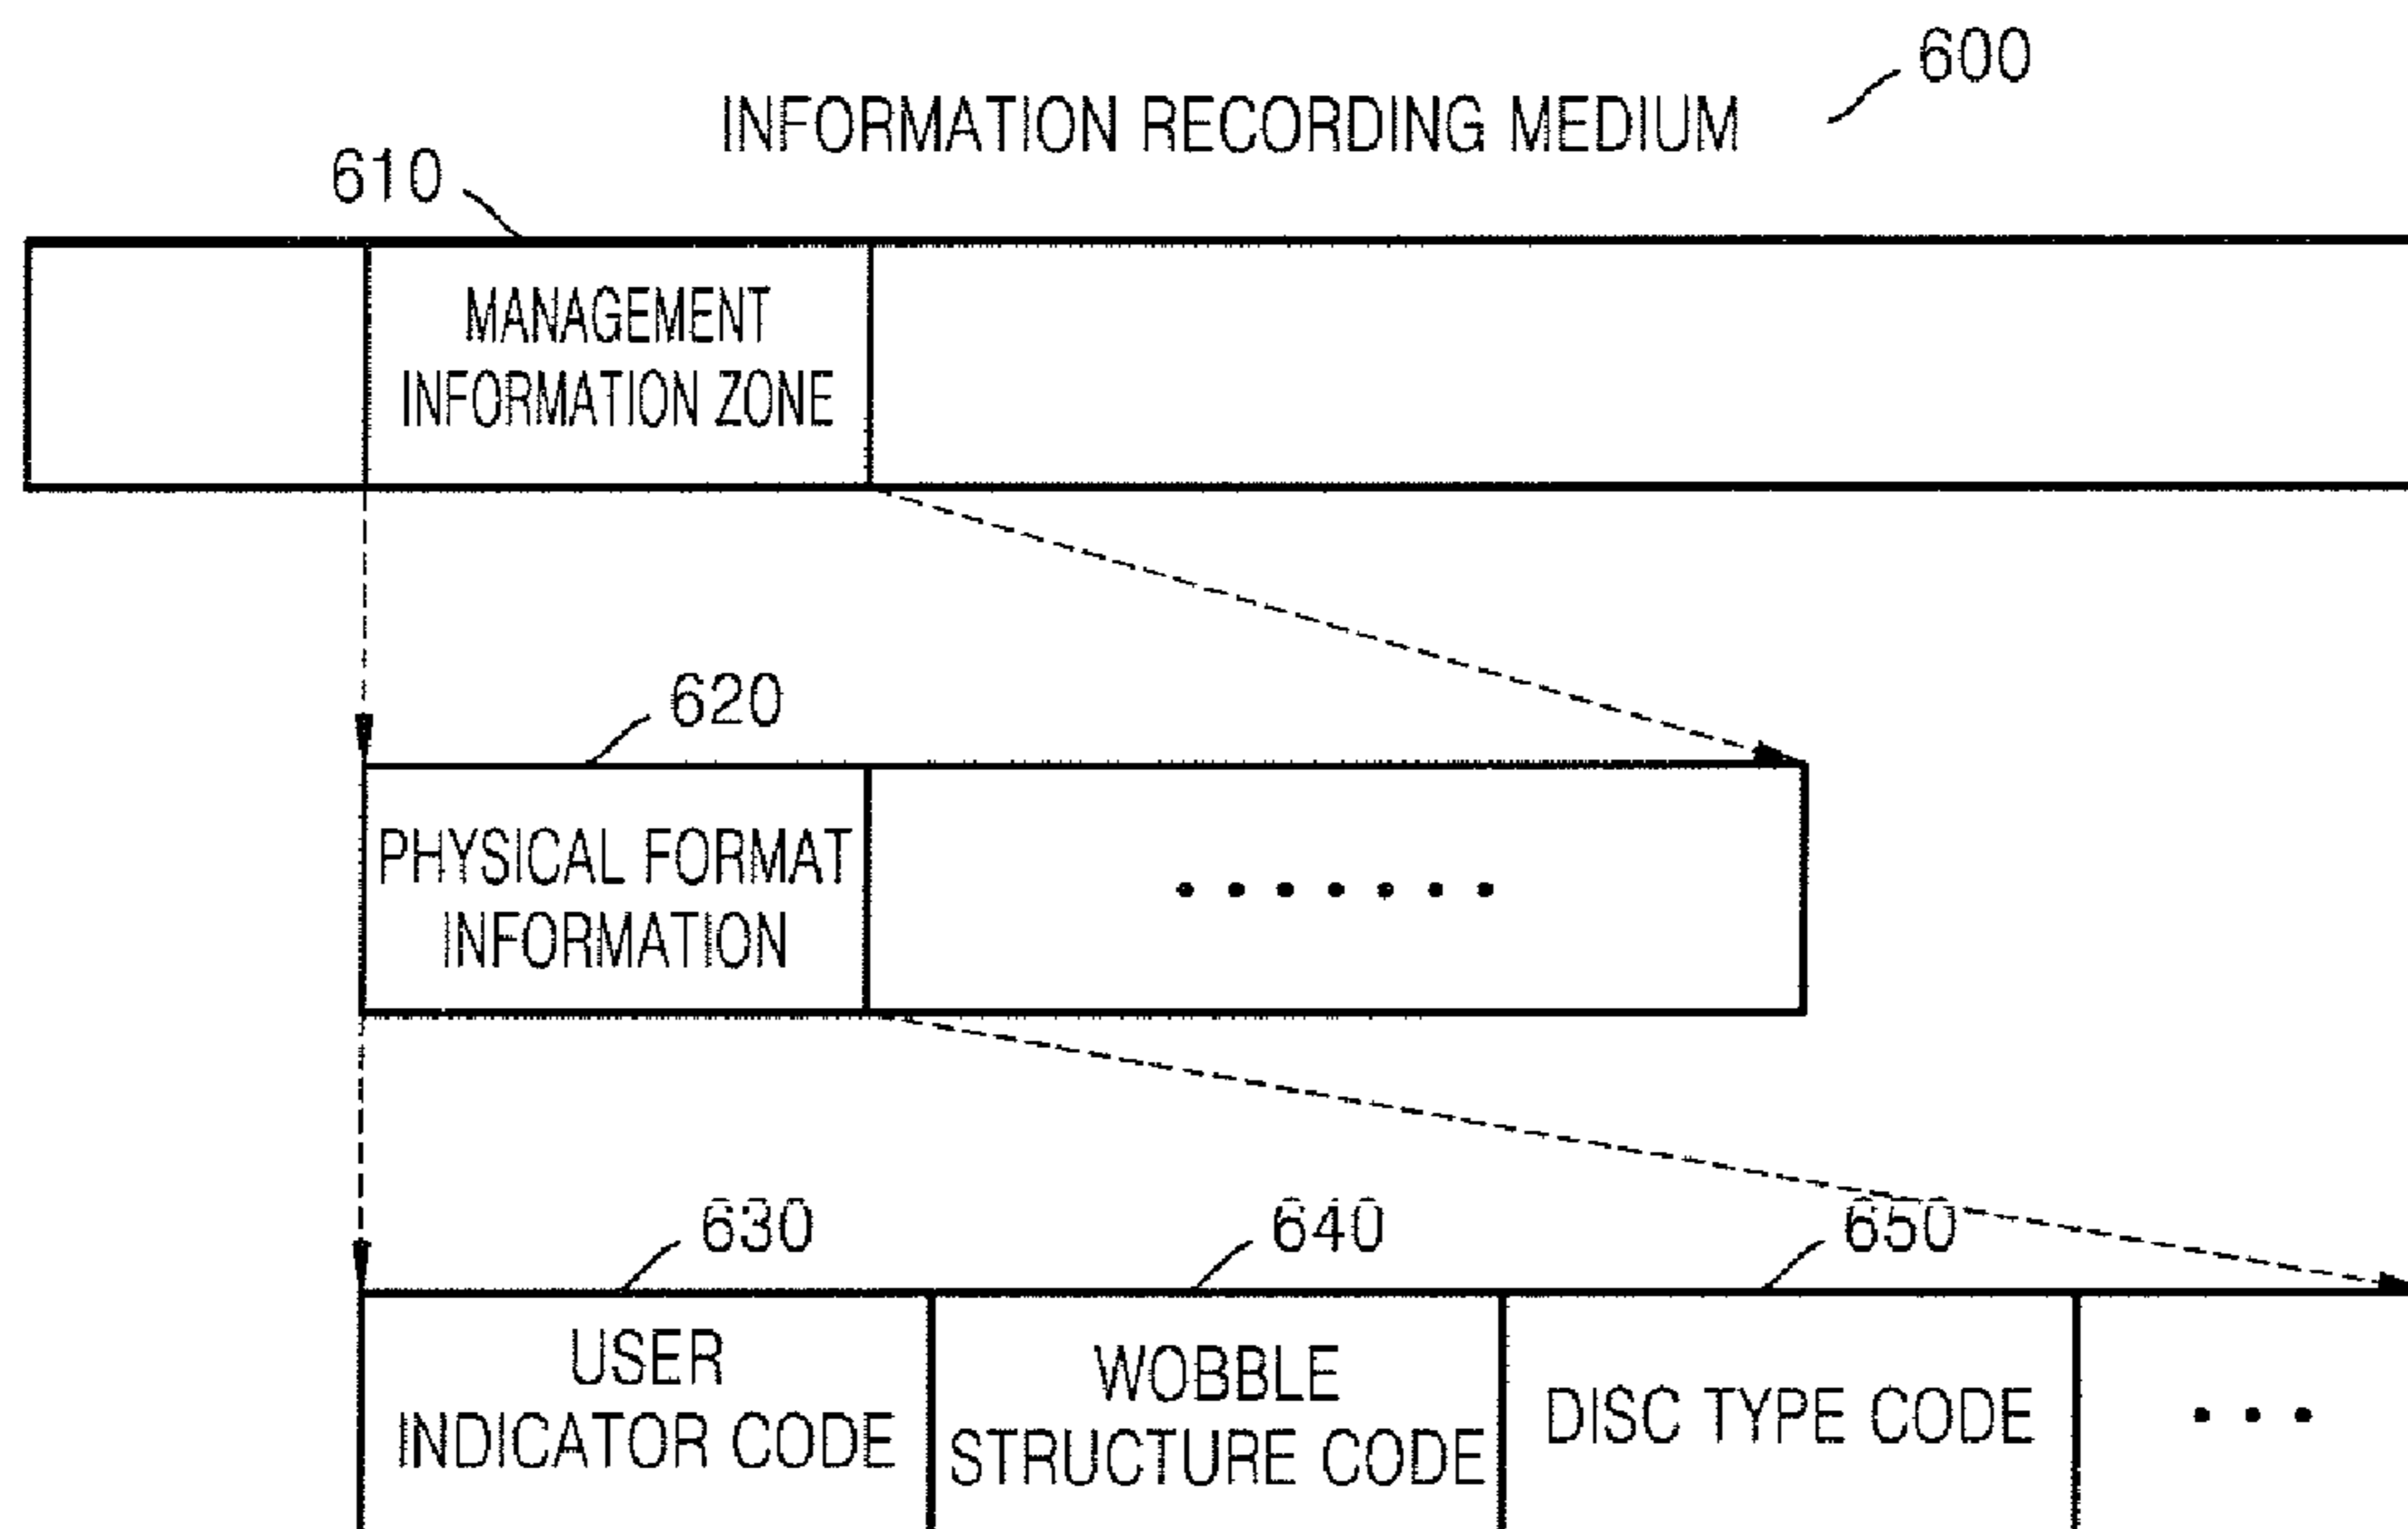 600
INFORMATION RECORDING MEDIUM
610
MANAGEMENT
INFORMATION ZONE
620
PHYSICAL FORMAT
INFORMATION
.......
630
640
650
USER
INDICATOR CODE
WOBBLE
STRUCTURE CODE
DISC TYPE CODE
...